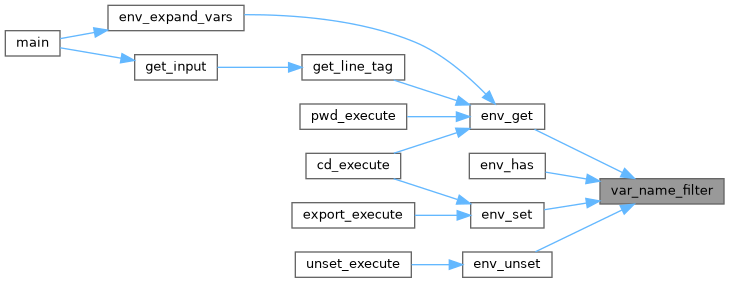 main
env_expand_vars
get_input
get_line_tag
pwd_execute
cd_execute
export_execute
unset_execute
env_get
env_has
env_set
env_unset
var_name_filter